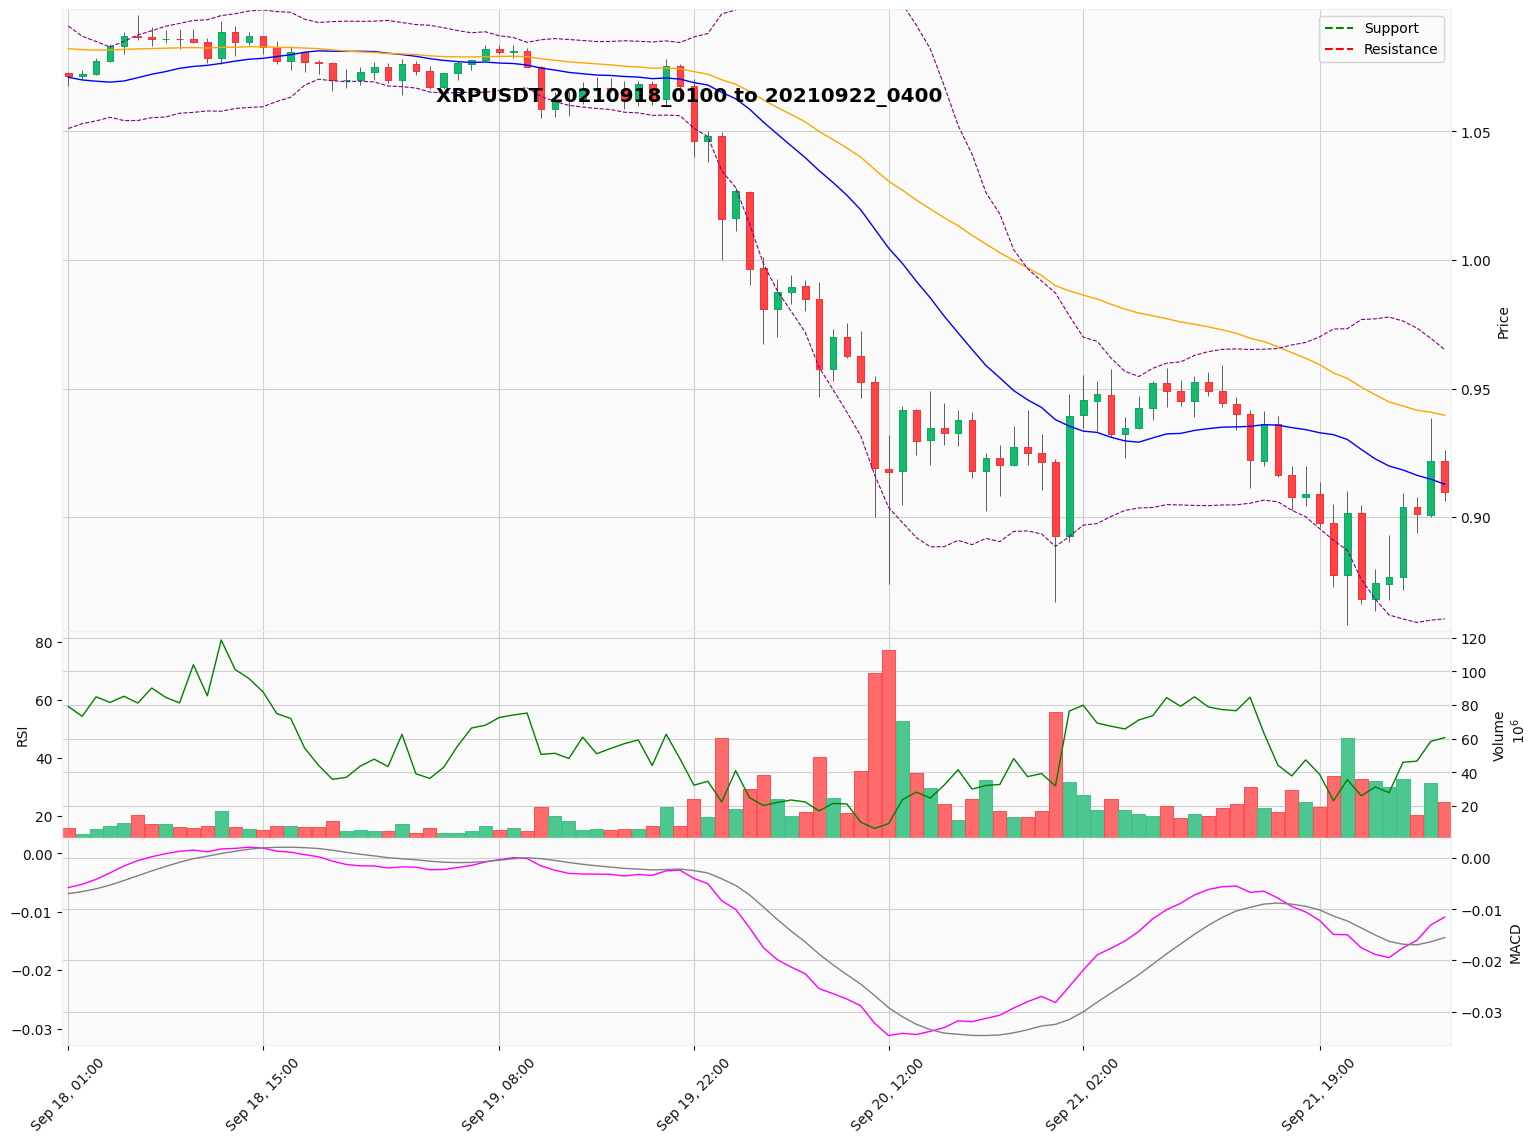 Support
Resistance
XRPUSDT 20210918_0100 to 20210922_0400
1.05
1.00
0.95
0.90
Price
80
60
40
20
RSI
120
100
80
60
40
20
Volume
10^6
0.00
−0.01
−0.02
−0.03
0.00
−0.01
−0.02
−0.03
MACD
Sep 18, 01:00
Sep 18, 15:00
Sep 19, 08:00
Sep 19, 22:00
Sep 20, 12:00
Sep 21, 02:00
Sep 21, 19:00